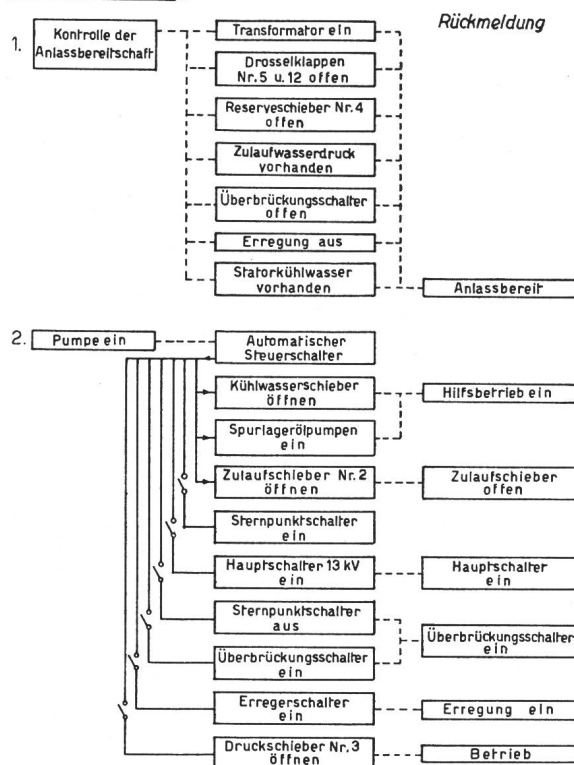 Rückmeldung
1.
Kontrolle der
Anlassbereitschaft
Transformator ein
Drosselklappen
Nr. 5 u. 12 offen
Reserveschieber Nr. 4
offen
Zulaufwasserdruck
vorhanden
Überbrückungsschalter
offen
Erregung aus
Statorkühlwasser
vorhanden
Anlassbereit
2.
Pumpe ein
Automatischer
Steuerschalter
Kühlwasserschieber
öffnen
Hilfsbetrieb ein
Spurlagerölpumpen
ein
Zulaufschieber Nr. 2
öffnen
Zulaufschieber
offen
Sternpunktschalter
ein
Hauptschalter 13 kV
ein
Hauptschalter
ein
Sternpunktschalter
aus
Überbrückungsschalter
ein
Überbrückungsschalter
ein
Erregerschalter
ein
Erregung ein
Druckschieber Nr. 3
öffnen
Betrieb